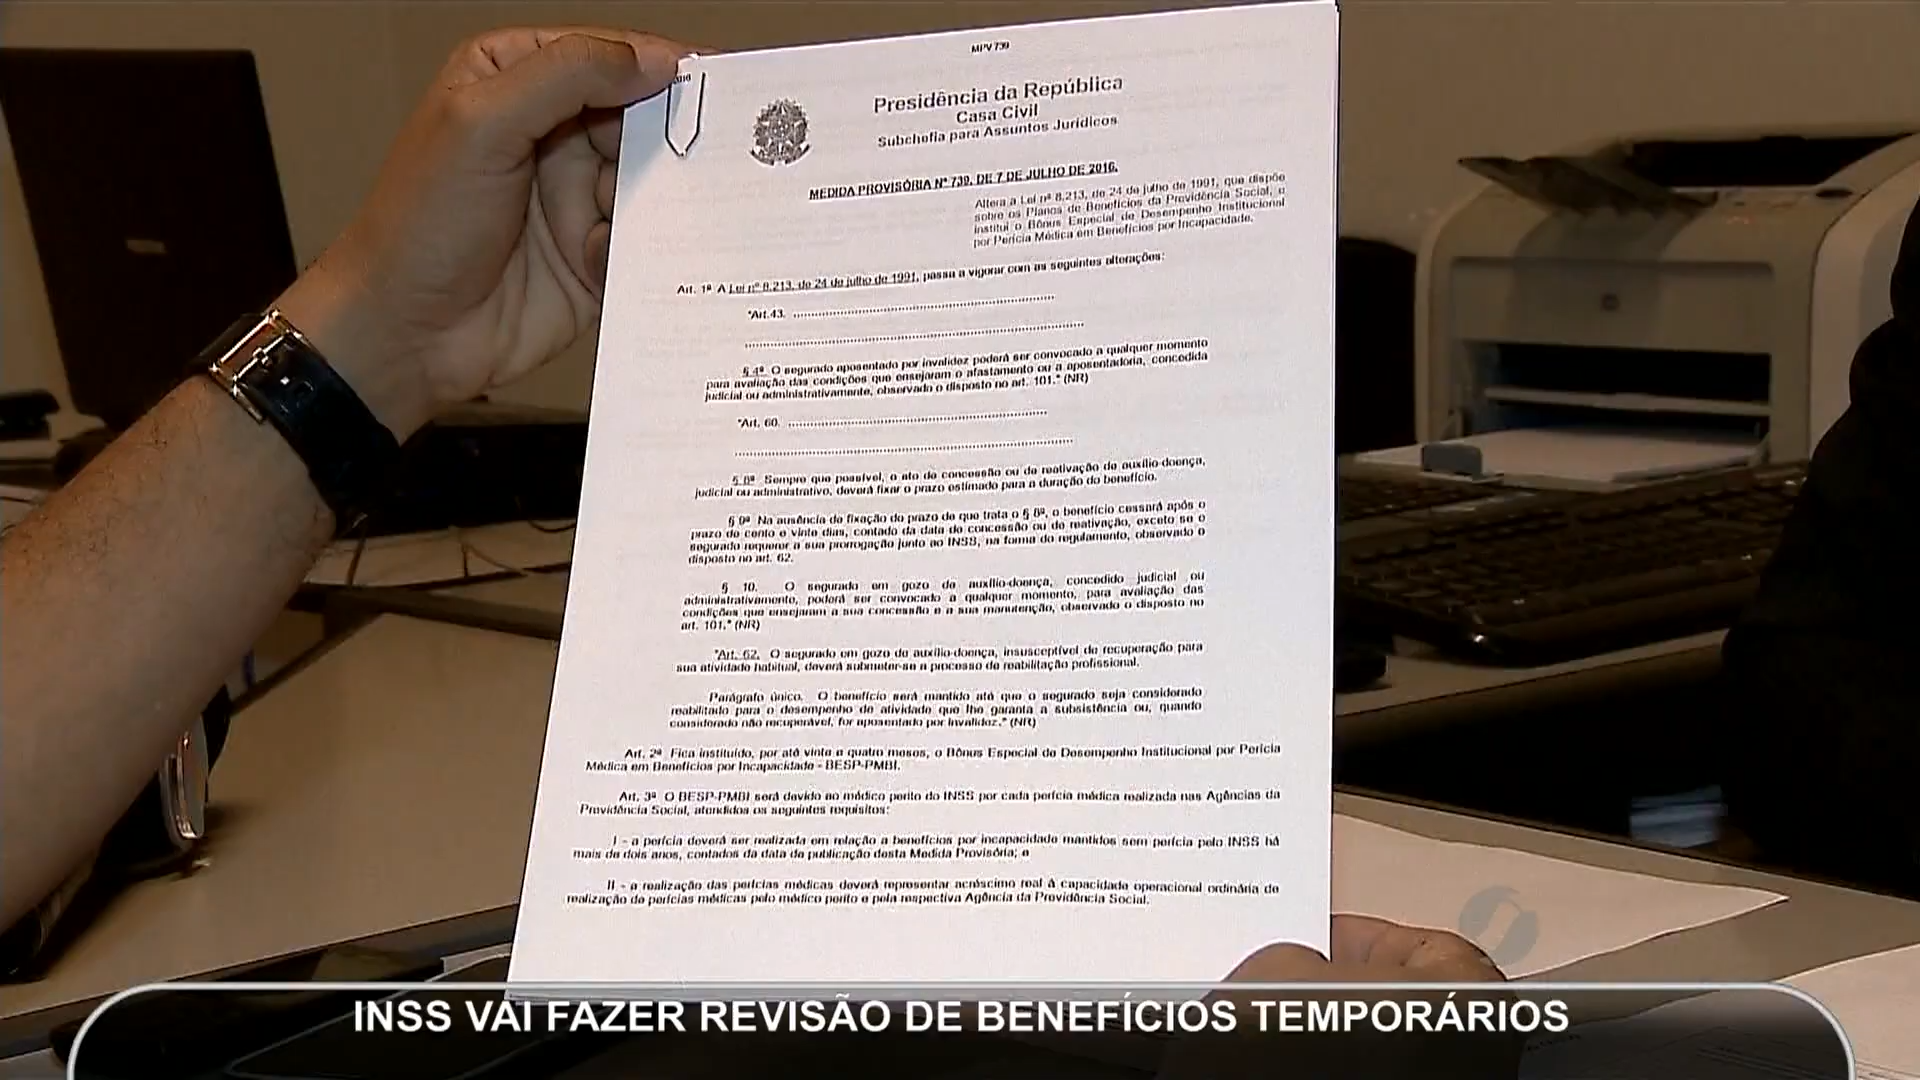 MPV 739
Presidência da República
Casa Civil
Subchefia para Assuntos Jurídicos
MEDIDA PROVISÓRIA Nº 739, DE 7 DE JULHO DE 2016.
Altera a Lei nº 8.213, de 24 de julho de 1991, que dispõe
sobre os Planos de Benefícios da Previdência Social, e
institui o Bônus Especial de Desempenho Institucional
por Perícia Médica em Benefícios por Incapacidade.
Art. 1º A Lei nº 8.213, de 24 de julho de 1991, passa a vigorar com as seguintes alterações:
"Art.43. ................................................................
................................................................................
§ 4º O segurado aposentado por invalidez poderá ser convocado a qualquer momento
para avaliação das condições que ensejaram o afastamento ou a aposentadoria, concedida
judicial ou administrativamente, observado o disposto no art. 101." (NR)
"Art. 60. ................................................................
................................................................................
§ 8º Sempre que possível, o ato de concessão ou de reativação de auxílio-doença,
judicial ou administrativo, deverá fixar o prazo estimado para a duração do benefício.
§ 9º Na ausência de fixação do prazo de que trata o § 8º, o benefício cessará após o
prazo de cento e vinte dias, contado da data de concessão ou de reativação, exceto se o
segurado requerer a sua prorrogação junto ao INSS, na forma do regulamento, observado o
disposto no art. 62.
§ 10. O segurado em gozo de auxílio-doença, concedido judicial ou
administrativamente, poderá ser convocado a qualquer momento, para avaliação das
condições que ensejaram a sua concessão e a sua manutenção, observado o disposto no
art. 101." (NR)
"Art. 62. O segurado em gozo de auxílio-doença, insusceptível de recuperação para
sua atividade habitual, deverá submeter-se a processo de reabilitação profissional.
Parágrafo único. O benefício será mantido até que o segurado seja considerado
reabilitado para o desempenho de atividade que lhe garanta a subsistência ou, quando
considerado não recuperável, for aposentado por invalidez." (NR)
Art. 2º Fica instituído, por até vinte e quatro meses, o Bônus Especial de Desempenho Institucional por Perícia
Médica em Benefícios por Incapacidade - BESP-PMBI.
Art. 3º O BESP-PMBI será devido ao médico perito do INSS por cada perícia médica realizada nas Agências da
Previdência Social, atendidos os seguintes requisitos:
I - a perícia deverá ser realizada em relação a benefícios por incapacidade mantidos sem perícia pelo INSS há
mais de dois anos, contados da data de publicação desta Medida Provisória; e
II - a realização das perícias médicas deverá representar acréscimo real à capacidade operacional ordinária de
realização de perícias médicas pelo médico perito e pela respectiva Agência da Previdência Social.
INSS VAI FAZER REVISÃO DE BENEFÍCIOS TEMPORÁRIOS